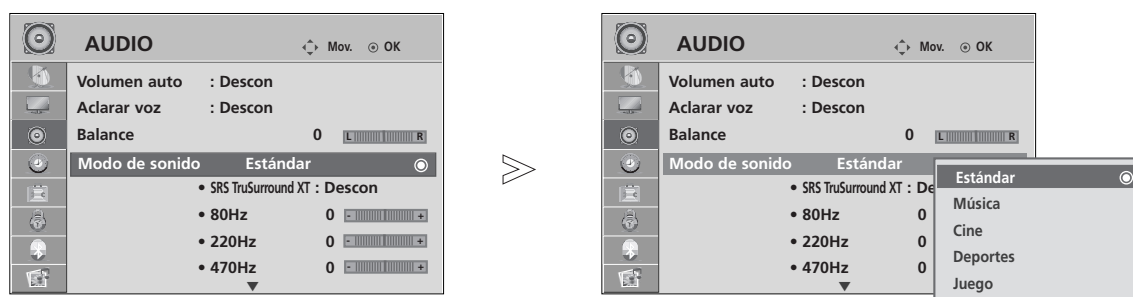 AUDIO Mov. OK
Volumen auto : Descon
Aclarar voz : Descon
Balance 0 L R
Modo de sonido Estándar
• SRS TruSurround XT : Descon
• 80Hz 0 - +
• 220Hz 0 - +
• 470Hz 0 - +
AUDIO Mov. OK
Volumen auto : Descon
Aclarar voz : Descon
Balance 0 L R
Modo de sonido Estándar
• SRS TruSurround XT : De
• 80Hz 0
• 220Hz 0
• 470Hz 0
Estándar
Música
Cine
Deportes
Juego